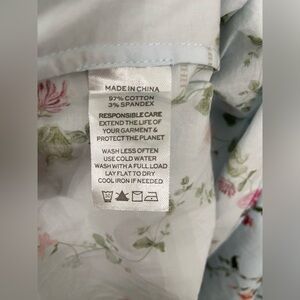 MADE IN CHINA
97% COTTON
3% SPANDEX
RESPONSIBLE CARE
EXTEND THE LIFE OF
YOUR GARMENT &
PROTECT THE PLANET
WASH LESS OFTEN
USE COLD WATER
WASH WITH A FULL LOAD
LAY FLAT TO DRY
COOL IRON IF NEEDED